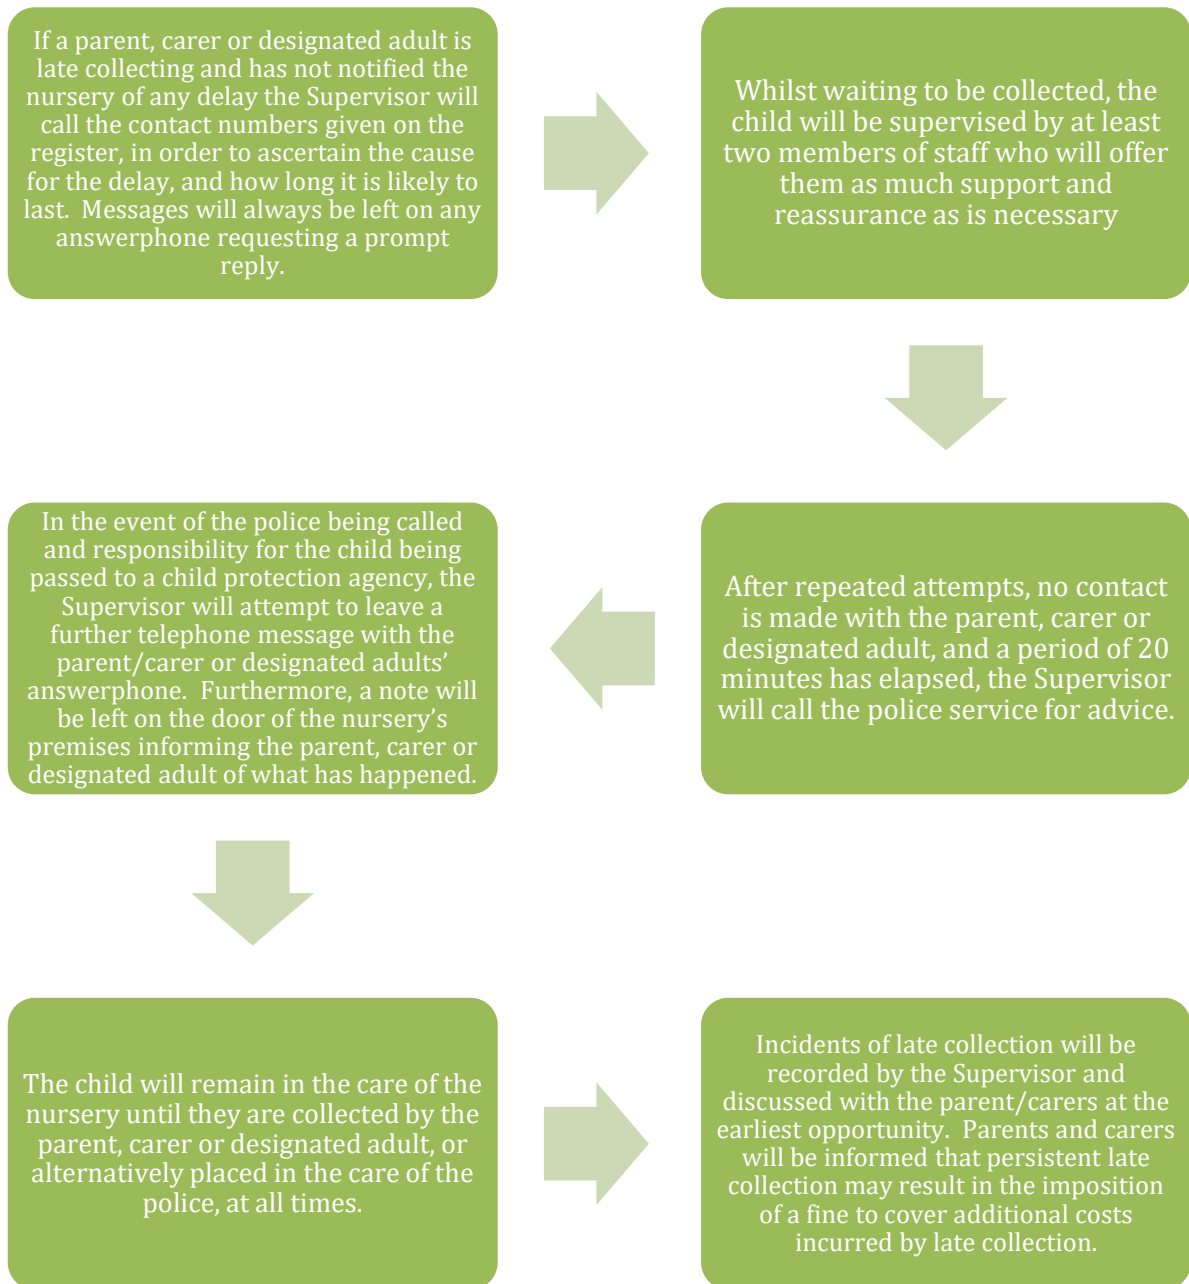 If a parent, carer or designated adult is
late collecting and has not notified the
nursery of any delay the Supervisor will
call the contact numbers given on the
register, in order to ascertain the cause
for the delay, and how long it is likely to
last.  Messages will always be left on any
answerphone requesting a prompt
reply.
Whilst waiting to be collected, the
child will be supervised by at least
two members of staff who will offer
them as much support and
reassurance as is necessary
After repeated attempts, no contact
is made with the parent, carer or
designated adult, and a period of 20
minutes has elapsed, the Supervisor
will call the police service for advice.
In the event of the police being called
and responsibility for the child being
passed to a child protection agency, the
Supervisor will attempt to leave a
further telephone message with the
parent/carer or designated adults’
answerphone.  Furthermore, a note will
be left on the door of the nursery’s
premises informing the parent, carer or
designated adult of what has happened.
The child will remain in the care of the
nursery until they are collected by the
parent, carer or designated adult, or
alternatively placed in the care of the
police, at all times.
Incidents of late collection will be
recorded by the Supervisor and
discussed with the parent/carers at the
earliest opportunity.  Parents and carers
will be informed that persistent late
collection may result in the imposition
of a fine to cover additional costs
incurred by late collection.